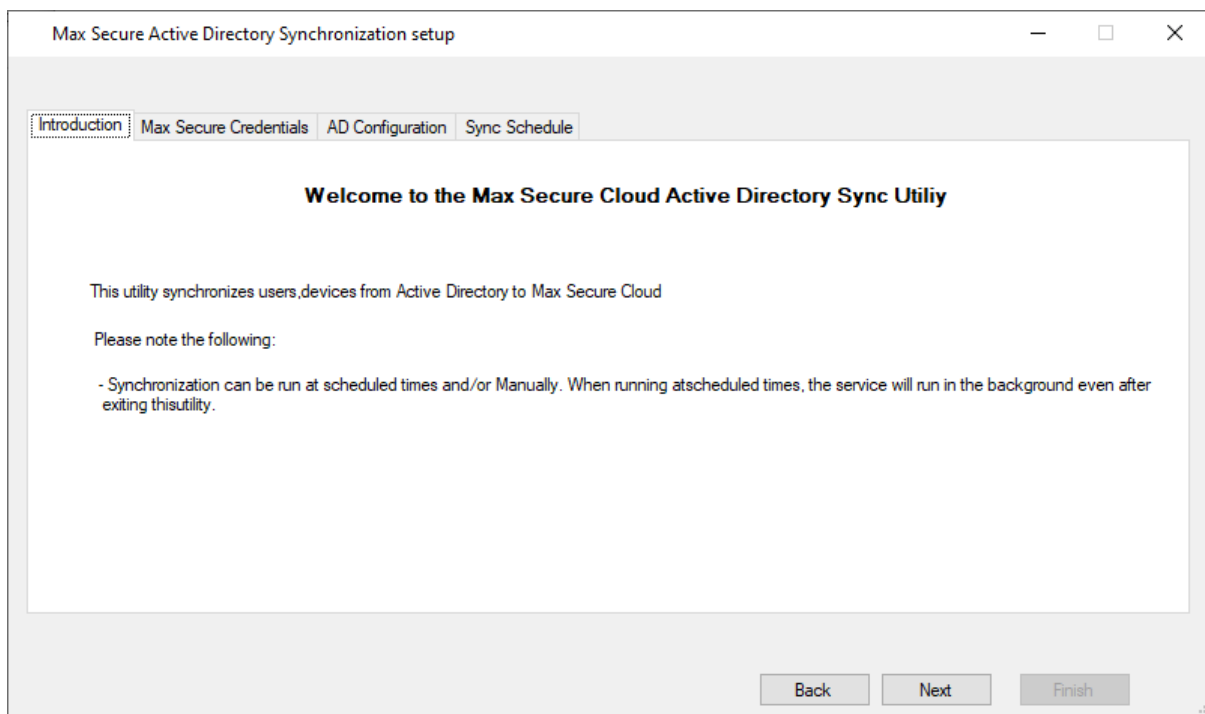 Max Secure Active Directory Synchronization setup
Introduction Max Secure Credentials AD Configuration Sync Schedule
Welcome to the Max Secure Cloud Active Directory Sync Utiliy
This utility synchronizes users,devices from Active Directory to Max Secure Cloud
Please note the following:
- Synchronization can be run at scheduled times and/or Manually. When running atscheduled times, the service will run in the background even after
exiting thisutility.
Back Next Finish